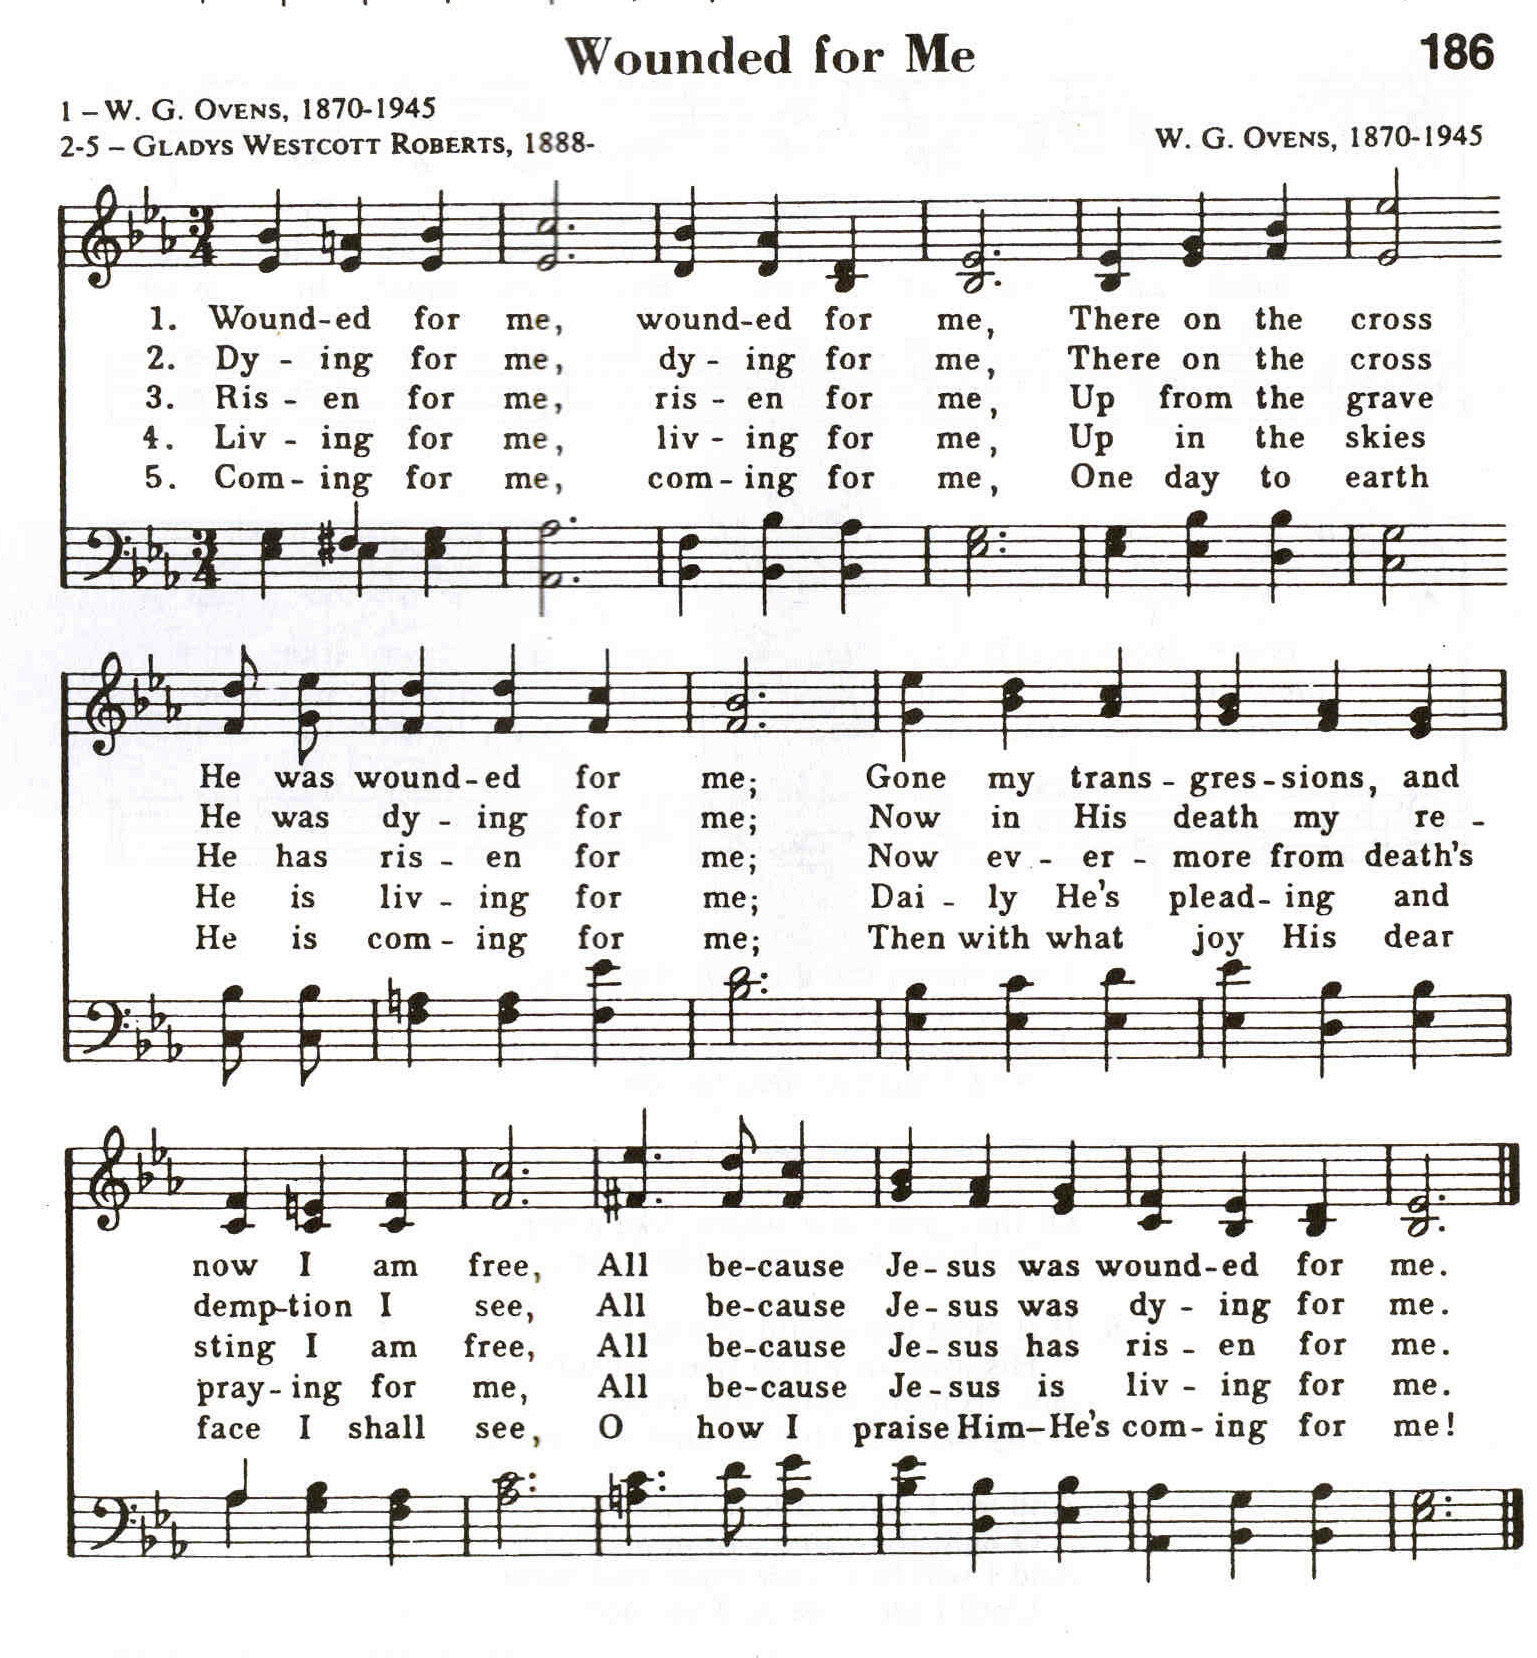 Wounded for Me 186
1 – W. G. OVENS, 1870-1945
2-5 – GLADYS WESTCOTT ROBERTS, 1888-
W. G. OVENS, 1870-1945
1. Wound-ed for me, wound-ed for me, There on the cross
2. Dy - ing for me, dy - ing for me, There on the cross
3. Ris - en for me, ris - en for me, Up from the grave
4. Liv - ing for me, liv - ing for me, Up in the skies
5. Com- ing for me, com- ing for me, One day to earth
He was wound-ed for me; Gone my trans - gres-sions, and
He was dy - ing for me; Now in His death my re -
He has ris - en for me; Now ev - er - more from death's
He is liv - ing for me; Dai - ly He's plead- ing and
He is com - ing for me; Then with what joy His dear
now I am free, All be-cause Je- sus was wound-ed for me.
demp-tion I see, All be-cause Je- sus was dy - ing for me.
sting I am free, All be-cause Je- sus has ris - en for me.
pray- ing for me, All be-cause Je - sus is liv - ing for me.
face I shall see, O how I praise Him–He's com- ing for me!